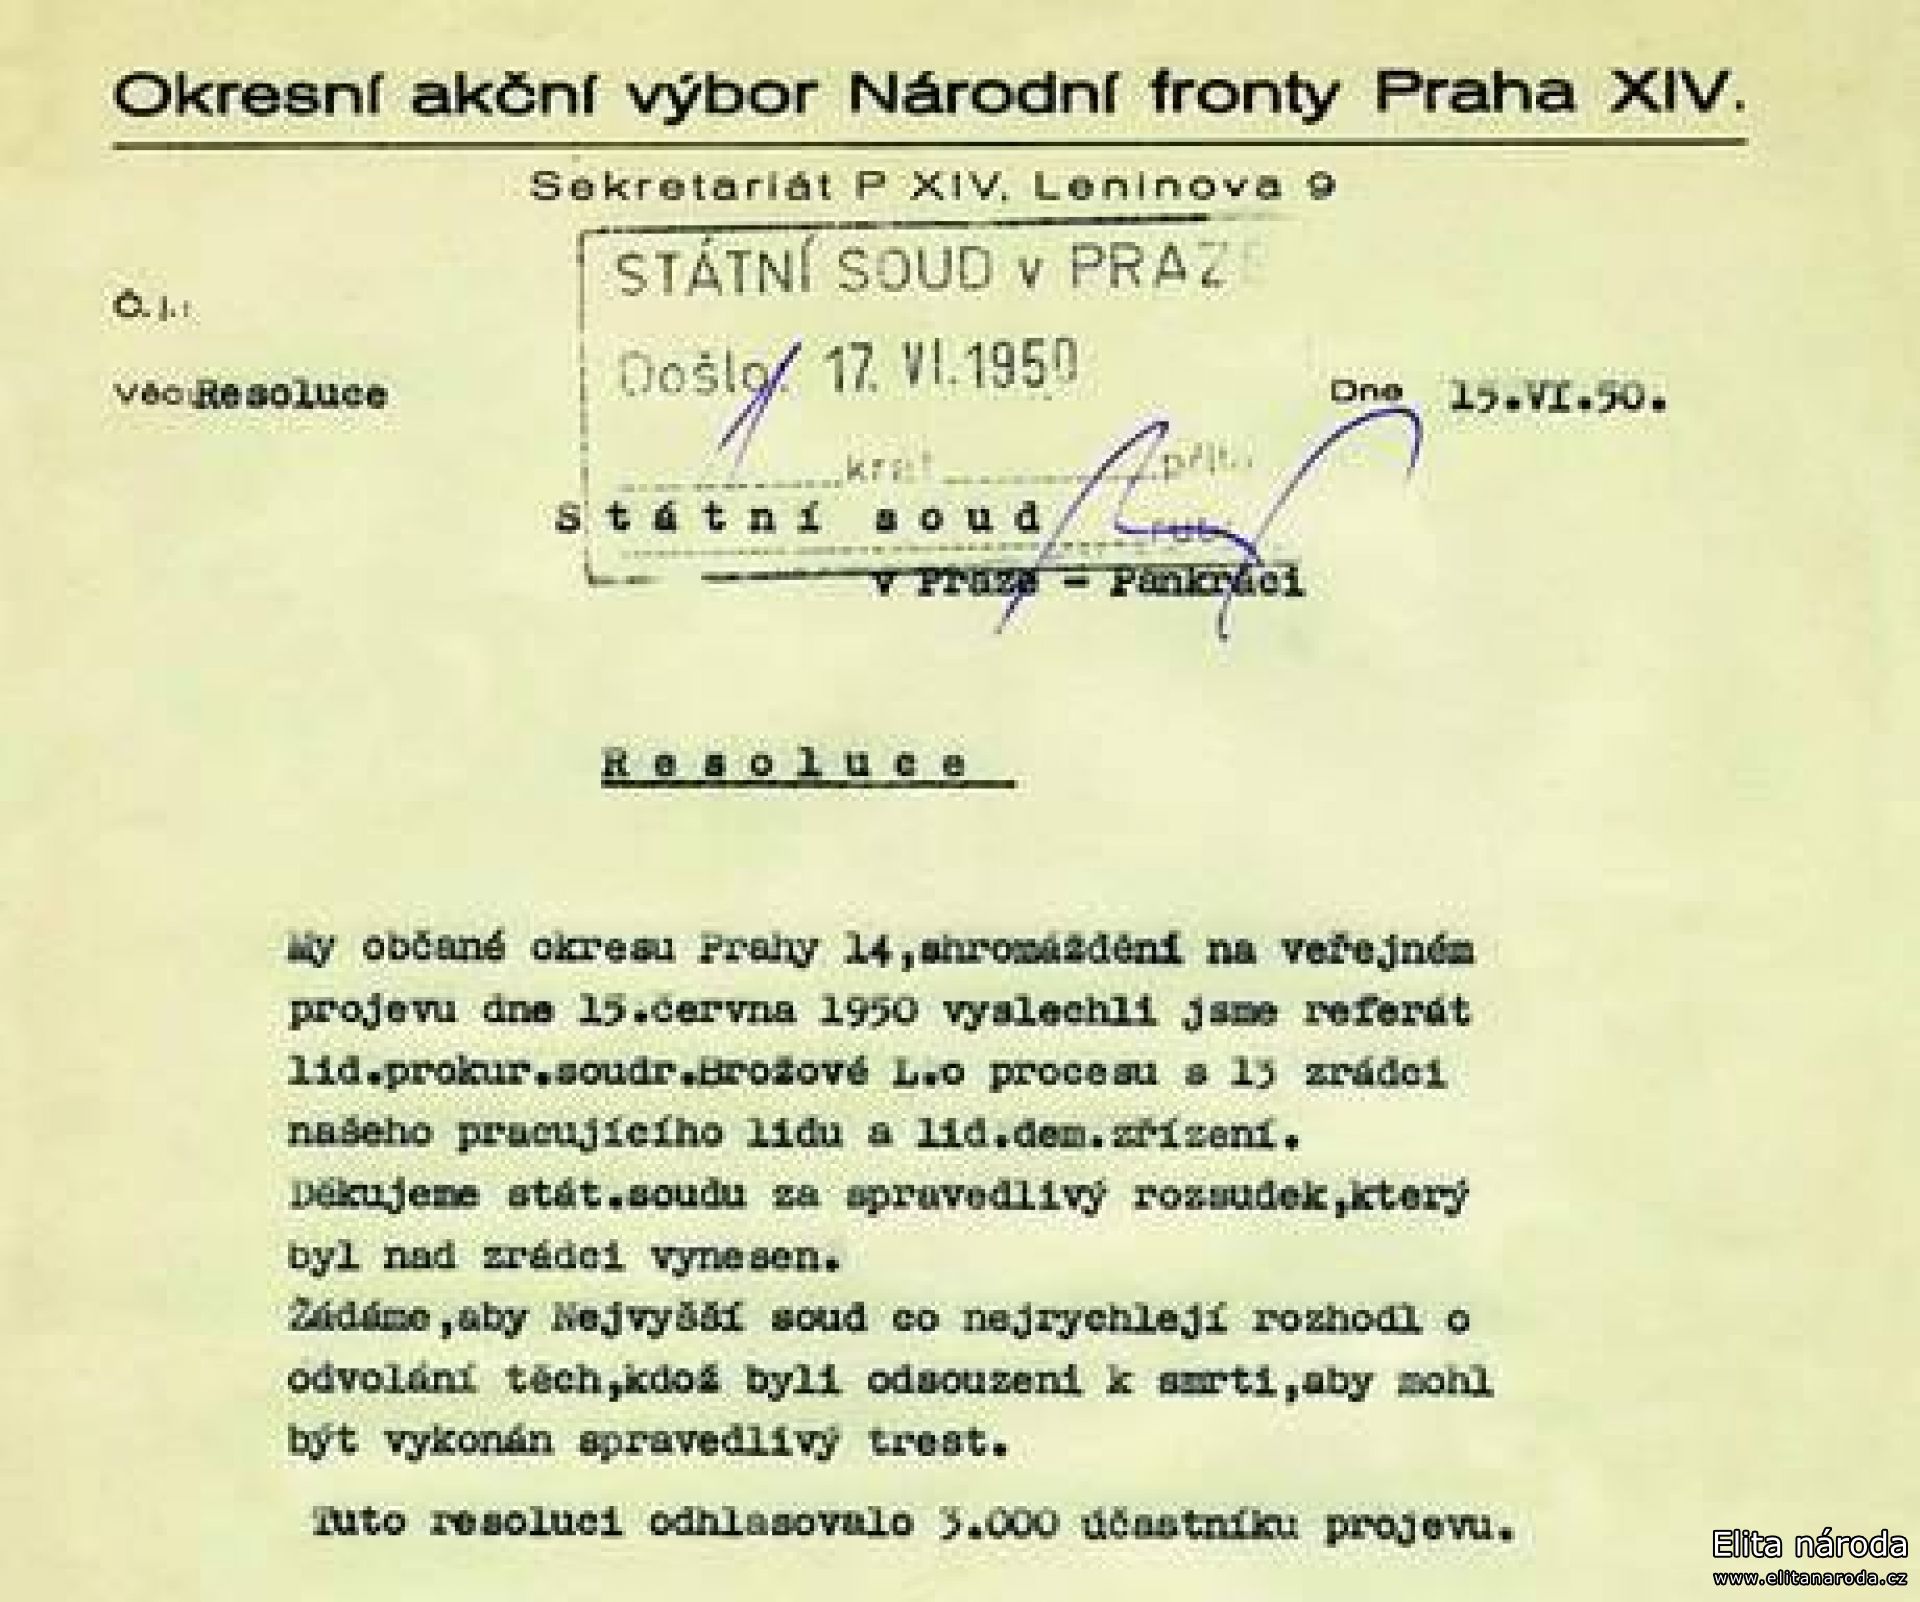 Okresní akční výbor Národní fronty Praha XIV.
Sekretariát P XIV, Leninova 9
STÁTNÍ SOUD v PRAZE
Č. j.:
Došlo: 17. VI. 1950
Věc: Resoluce
Dne 15.VI.50.
krát příl.
Státní soud
rub.
v Praze - Pankráci
Resoluce
My občané okresu Prahy 14,shromáždění na veřejném
projevu dne 15.června 1950 vyslechli jsme referát
lid.prokur.soudr.Brožové L.o procesu s 13 zrádci
našeho pracujícího lidu a lid.dem.zřízení.
Děkujeme stát.soudu za spravedlivý rozsudek,který
byl nad zrádci vynesen.
Žádáme,aby Nejvyšší soud co nejrychleji rozhodl o
odvolání těch,kdož byli odsouzeni k smrti,aby mohl
být vykonán spravedlivý trest.
Tuto resoluci odhlasovalo 3.000 účastníku projevu.
Elita národa
www.elitanaroda.cz